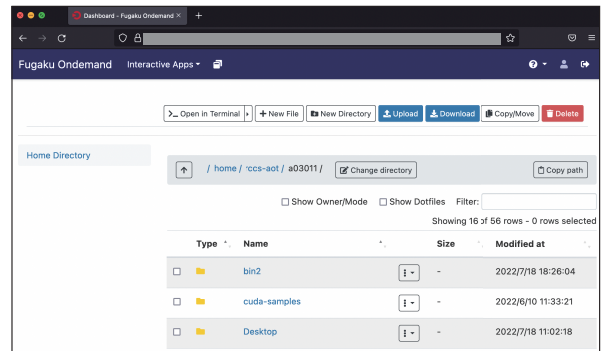 Dashboard - Fugaku Ondemand
Fugaku Ondemand Interactive Apps
>_ Open in Terminal + New File New Directory Upload Download Copy/Move Delete
Home Directory
/ home / rccs-aot / a03011 / Change directory Copy path
Show Owner/Mode Show Dotfiles Filter:
Showing 16 of 56 rows - 0 rows selected
Type Name Size Modified at
bin2 - 2022/7/18 18:26:04
cuda-samples - 2022/6/10 11:33:21
Desktop - 2022/7/18 11:02:18